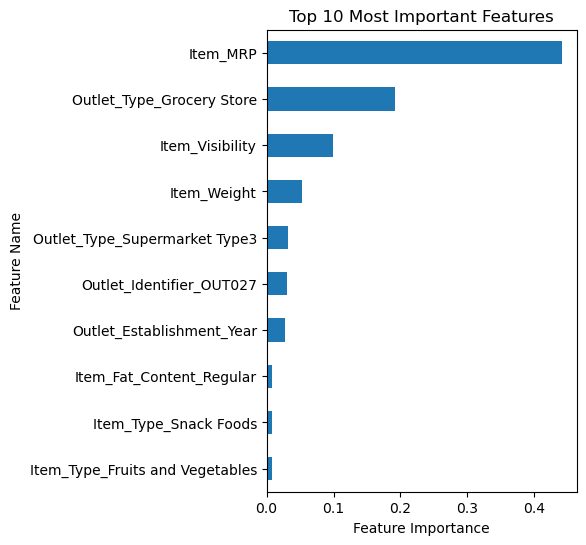 Top 10 Most Important Features
Feature Name
Item_MRP
Outlet_Type_Grocery Store
Item_Visibility
Item_Weight
Outlet_Type_Supermarket Type3
Outlet_Identifier_OUT027
Outlet_Establishment_Year
Item_Fat_Content_Regular
Item_Type_Snack Foods
Item_Type_Fruits and Vegetables
0.0 0.1 0.2 0.3 0.4
Feature Importance